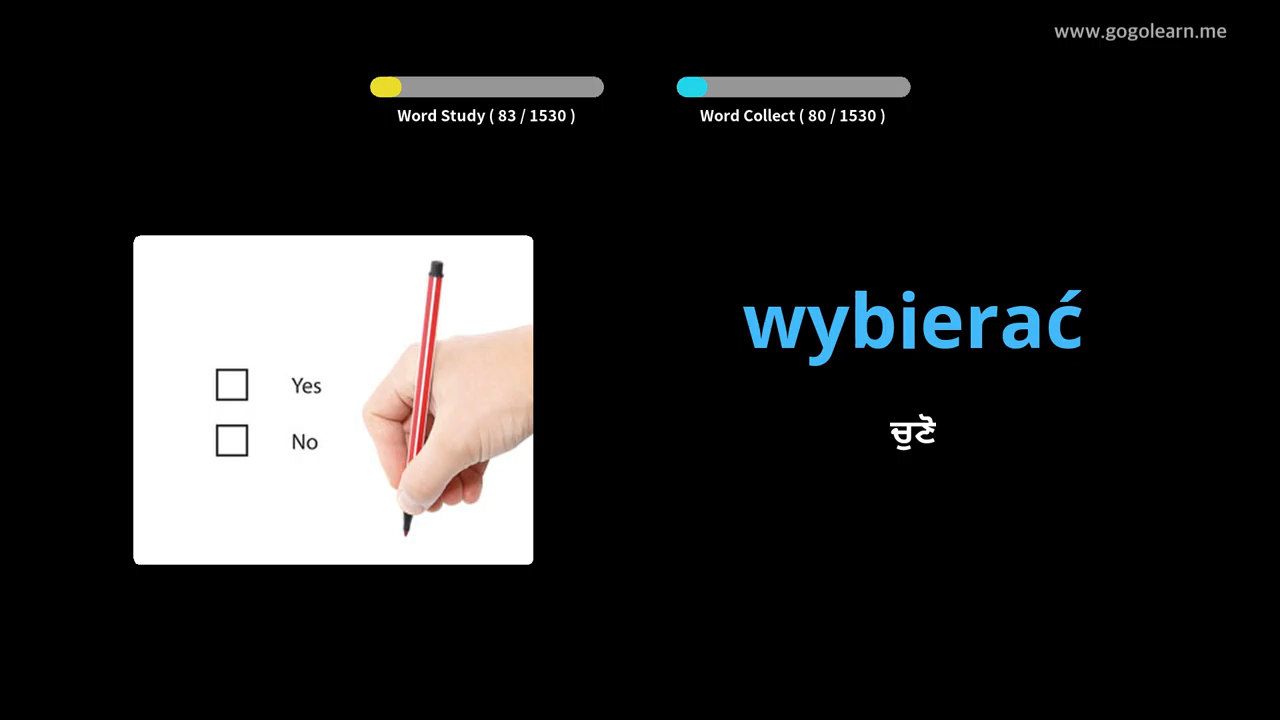 www.gogolearn.me
Word Study ( 83 / 1530 )
Word Collect ( 80 / 1530 )
Yes
No
wybierać
ਚੁਣੋ